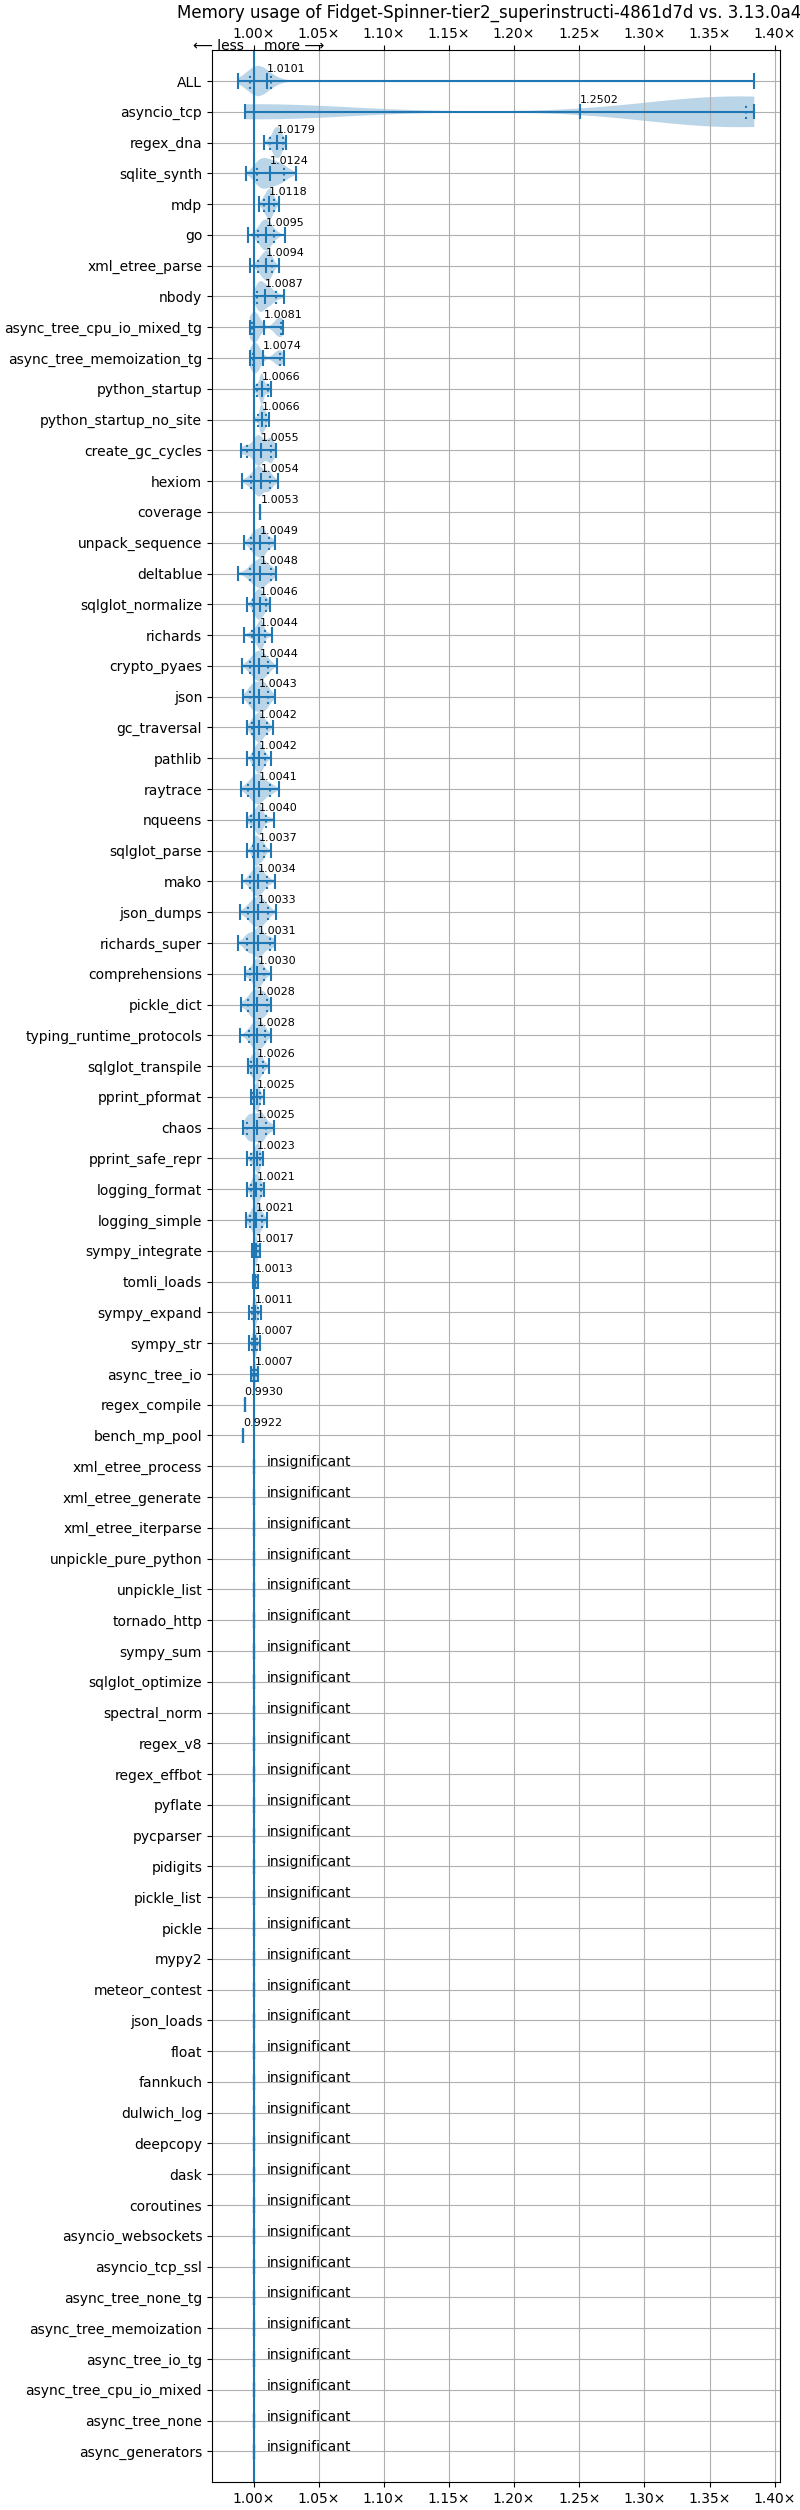 Memory usage of Fidget-Spinner-tier2_superinstructi-4861d7d vs. 3.13.0a4
1.00× 1.05× 1.10× 1.15× 1.20× 1.25× 1.30× 1.35× 1.40×
⟵ less more ⟶
ALL 1.0101
asyncio_tcp 1.2502
regex_dna 1.0179
sqlite_synth 1.0124
mdp 1.0118
go 1.0095
xml_etree_parse 1.0094
nbody 1.0087
async_tree_cpu_io_mixed_tg 1.0081
async_tree_memoization_tg 1.0074
python_startup 1.0066
python_startup_no_site 1.0066
create_gc_cycles 1.0055
hexiom 1.0054
coverage 1.0053
unpack_sequence 1.0049
deltablue 1.0048
sqlglot_normalize 1.0046
richards 1.0044
crypto_pyaes 1.0044
json 1.0043
gc_traversal 1.0042
pathlib 1.0042
raytrace 1.0041
nqueens 1.0040
sqlglot_parse 1.0037
mako 1.0034
json_dumps 1.0033
richards_super 1.0031
comprehensions 1.0030
pickle_dict 1.0028
typing_runtime_protocols 1.0028
sqlglot_transpile 1.0026
pprint_pformat 1.0025
chaos 1.0025
pprint_safe_repr 1.0023
logging_format 1.0021
logging_simple 1.0021
sympy_integrate 1.0017
tomli_loads 1.0013
sympy_expand 1.0011
sympy_str 1.0007
async_tree_io 1.0007
regex_compile 0.9930
bench_mp_pool 0.9922
xml_etree_process insignificant
xml_etree_generate insignificant
xml_etree_iterparse insignificant
unpickle_pure_python insignificant
unpickle_list insignificant
tornado_http insignificant
sympy_sum insignificant
sqlglot_optimize insignificant
spectral_norm insignificant
regex_v8 insignificant
regex_effbot insignificant
pyflate insignificant
pycparser insignificant
pidigits insignificant
pickle_list insignificant
pickle insignificant
mypy2 insignificant
meteor_contest insignificant
json_loads insignificant
float insignificant
fannkuch insignificant
dulwich_log insignificant
deepcopy insignificant
dask insignificant
coroutines insignificant
asyncio_websockets insignificant
asyncio_tcp_ssl insignificant
async_tree_none_tg insignificant
async_tree_memoization insignificant
async_tree_io_tg insignificant
async_tree_cpu_io_mixed insignificant
async_tree_none insignificant
async_generators insignificant
1.00× 1.05× 1.10× 1.15× 1.20× 1.25× 1.30× 1.35× 1.40×